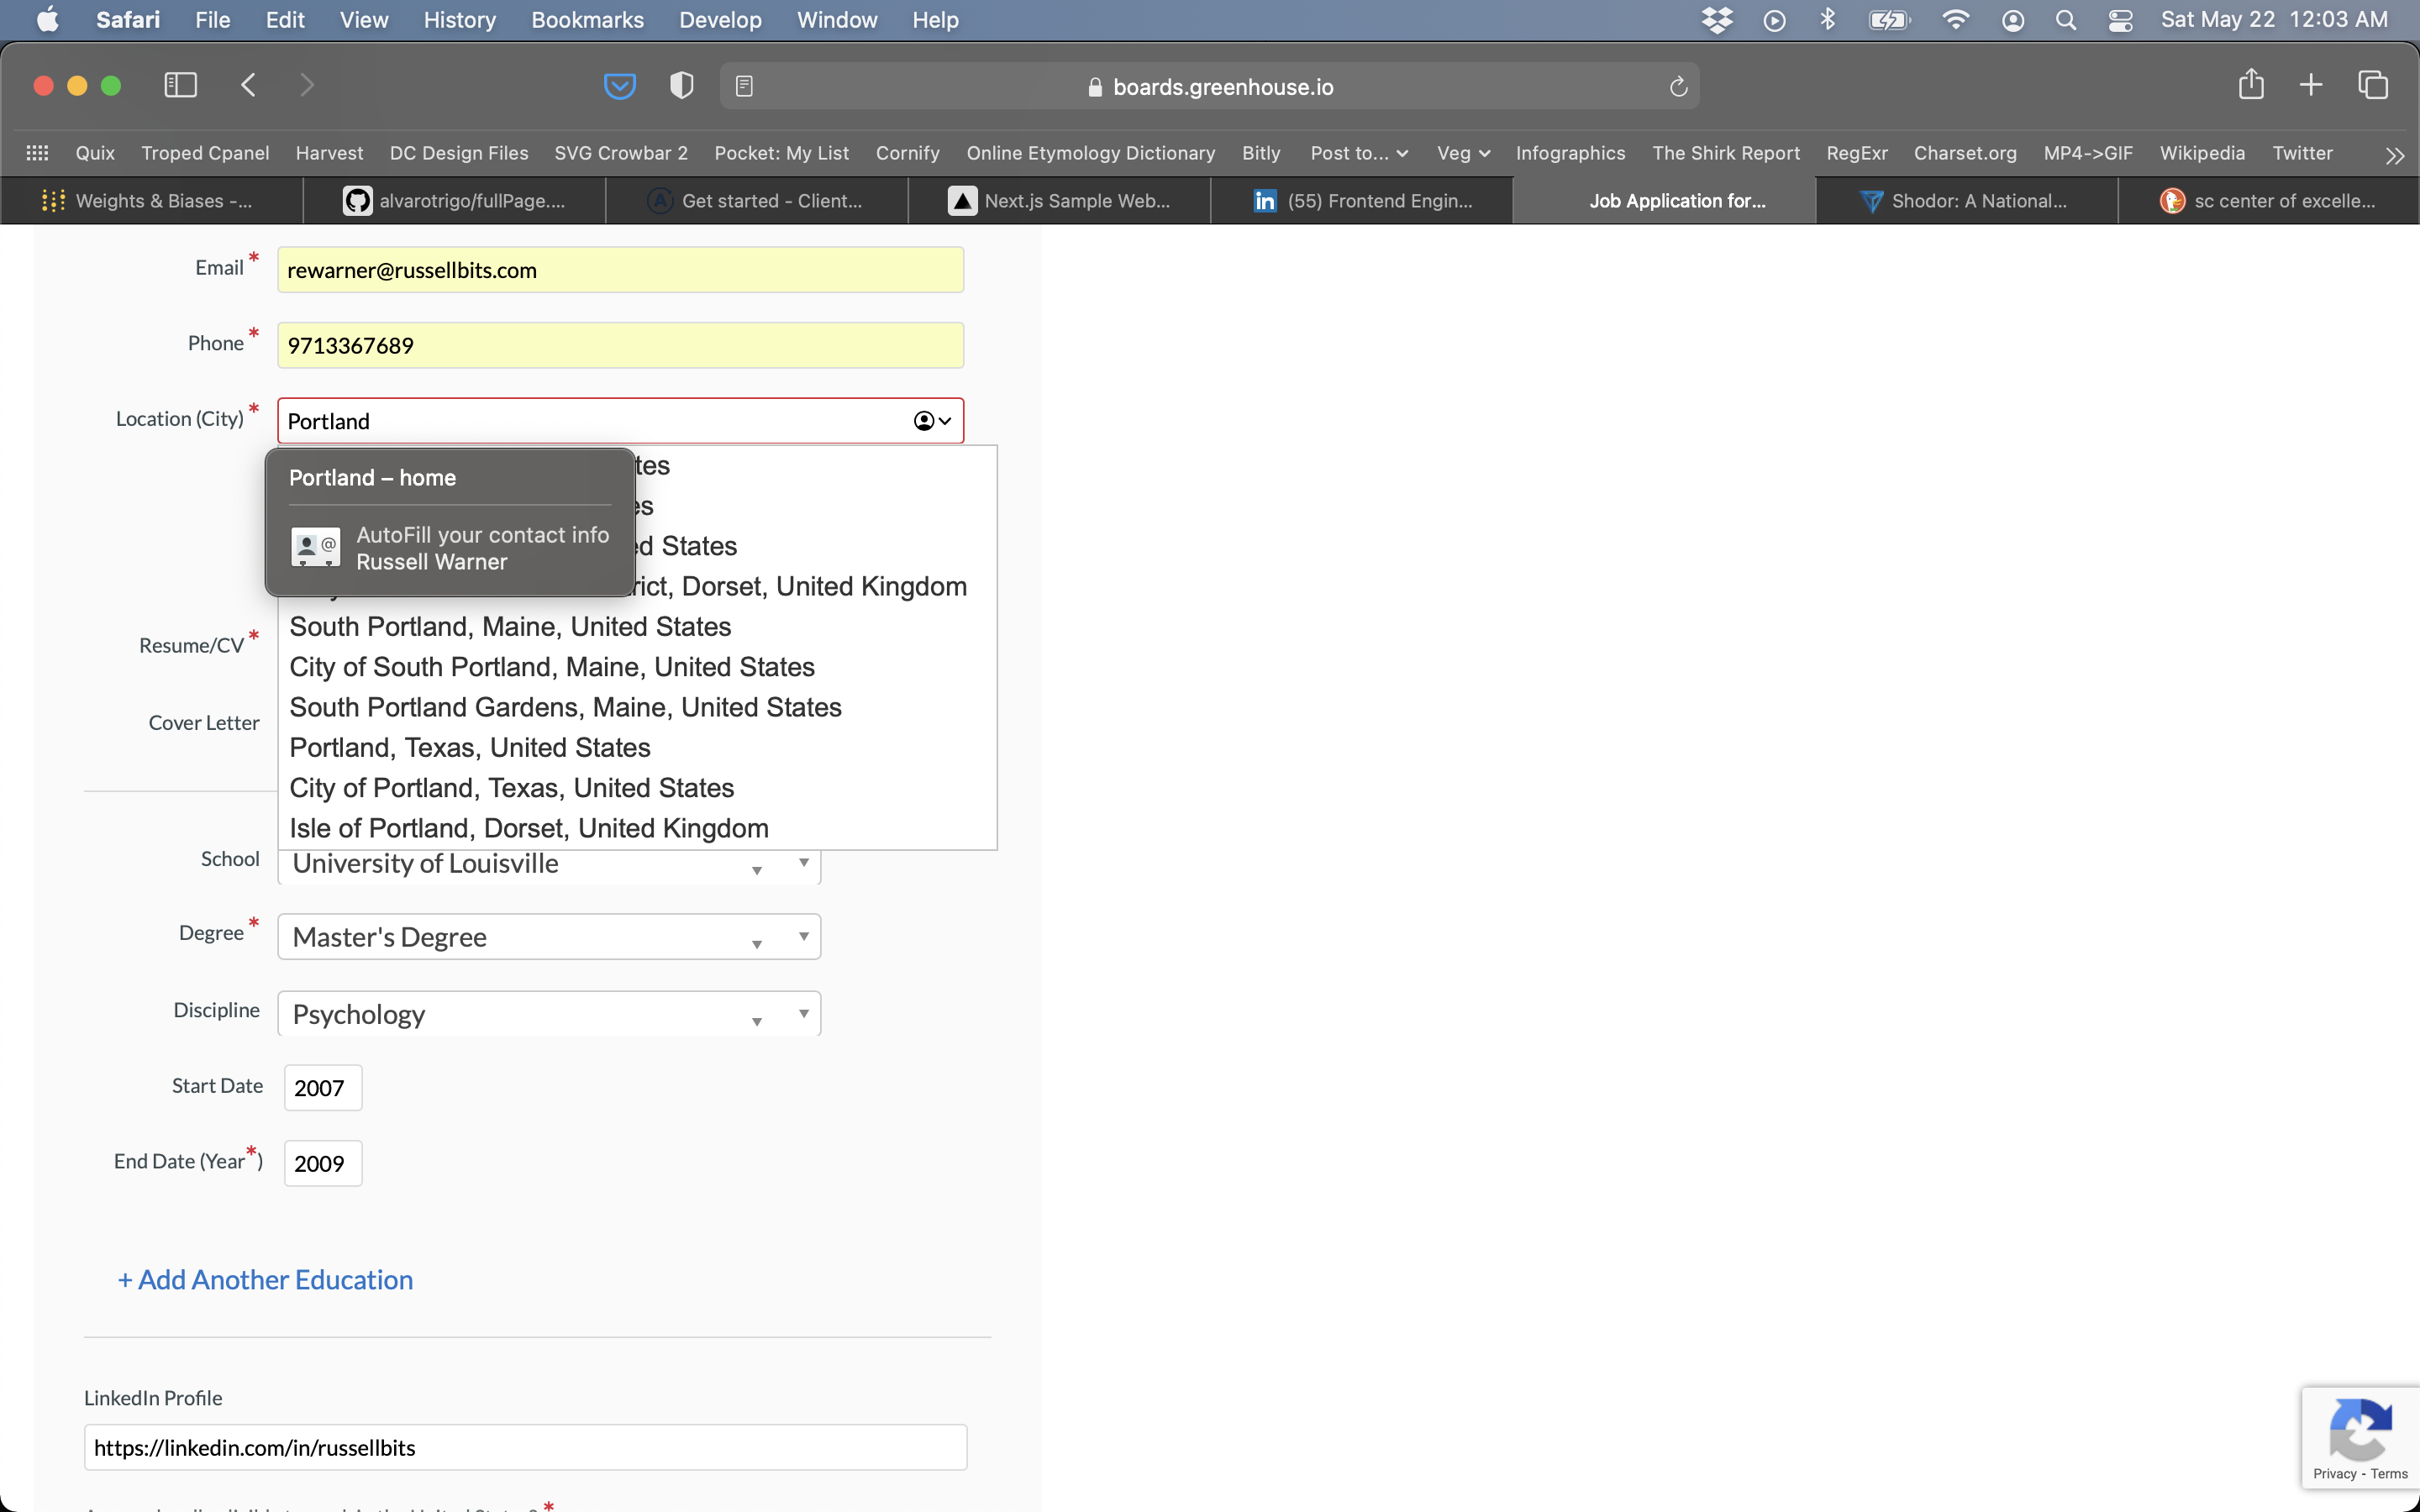 Safari File Edit View History Bookmarks Develop Window Help Sat May 22 12:03 AM
boards.greenhouse.io
Quix Troped Cpanel Harvest DC Design Files SVG Crowbar 2 Pocket: My List Cornify Online Etymology Dictionary Bitly Post to... Veg Infographics The Shirk Report RegExr Charset.org MP4->GIF Wikipedia Twitter
Weights & Biases -... alvarotrigo/fullPage.... Get started - Client... Next.js Sample Web... in (55) Frontend Engin... Job Application for... Shodor: A National... sc center of excelle...
Email * rewarner@russellbits.com
Phone * 9713367689
Location (City) * Portland
Portland – home
AutoFill your contact info
Russell Warner
tes
es
ed States
rict, Dorset, United Kingdom
South Portland, Maine, United States
Resume/CV *
City of South Portland, Maine, United States
South Portland Gardens, Maine, United States
Cover Letter
Portland, Texas, United States
City of Portland, Texas, United States
Isle of Portland, Dorset, United Kingdom
School University of Louisville
Degree * Master's Degree
Discipline Psychology
Start Date 2007
End Date (Year*) 2009
+ Add Another Education
LinkedIn Profile
https://linkedin.com/in/russellbits
Privacy - Terms